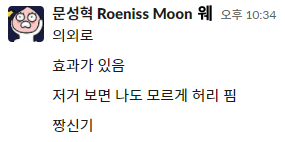 문성혁 Roeniss Moon 웨 오후 10:34
의외로
효과가 있음
저거 보면 나도 모르게 허리 핌
짱신기